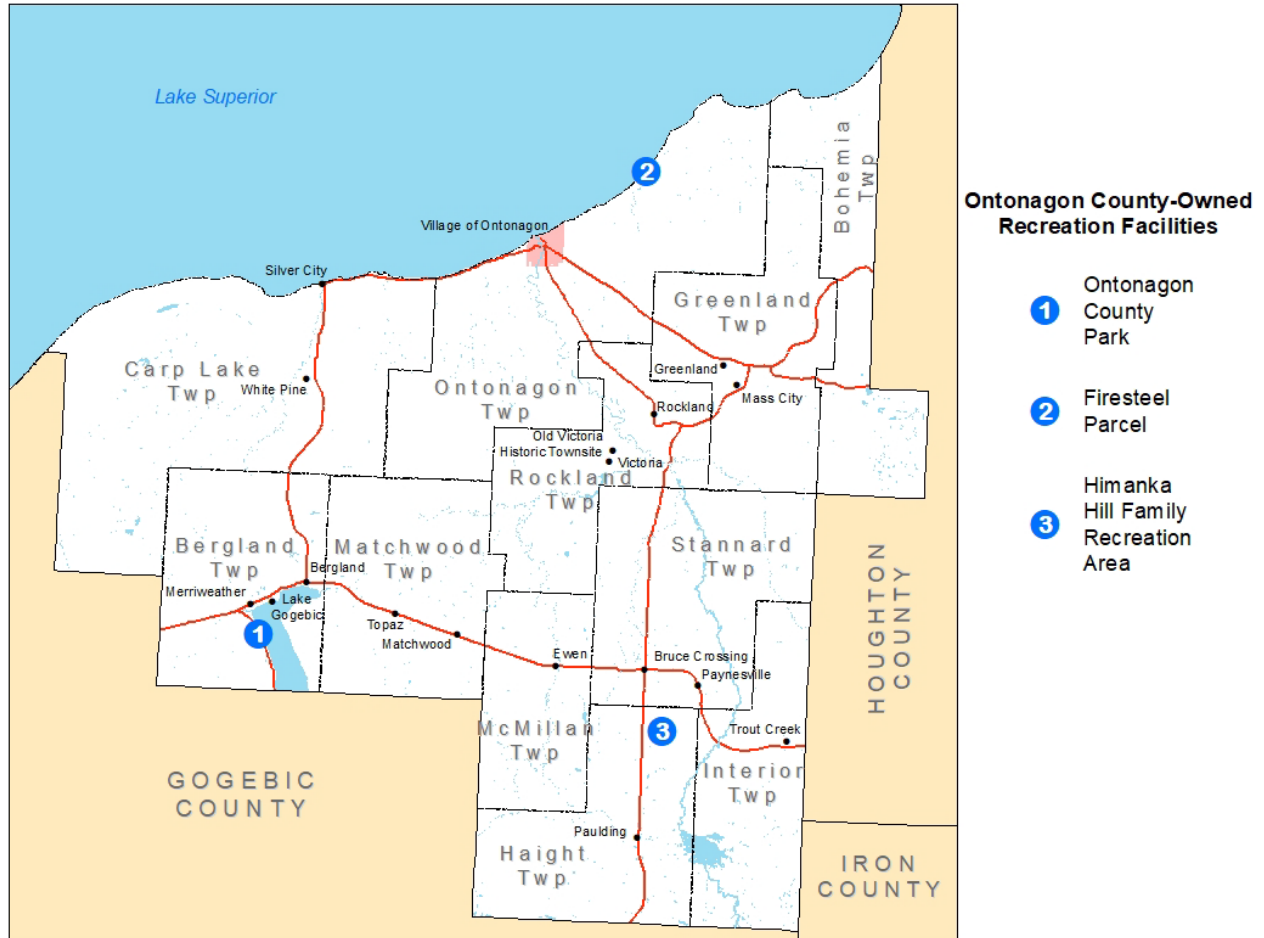 Lake Superior
2
Bohemia
Twp
Village of Ontonagon
Silver City
Greenland
Twp
Carp Lake
Twp
White Pine
Ontonagon
Twp
Greenland
Mass City
Rockland
Old Victoria
Historic Townsite
Victoria
Rockland
Twp
Bergland
Twp
Matchwood
Twp
Stannard
Twp
Bergland
Merriweather
Lake
Gogebic
1
Topaz
Matchwood
Ewen
Bruce Crossing
Paynesville
McMillan
Twp
3
Trout Creek
Interior
Twp
Paulding
Haight
Twp
GOGEBIC
COUNTY
HOUGHTON
COUNTY
IRON
COUNTY
Ontonagon County-Owned
Recreation Facilities
1
Ontonagon
County
Park
2
Firesteel
Parcel
3
Himanka
Hill Family
Recreation
Area